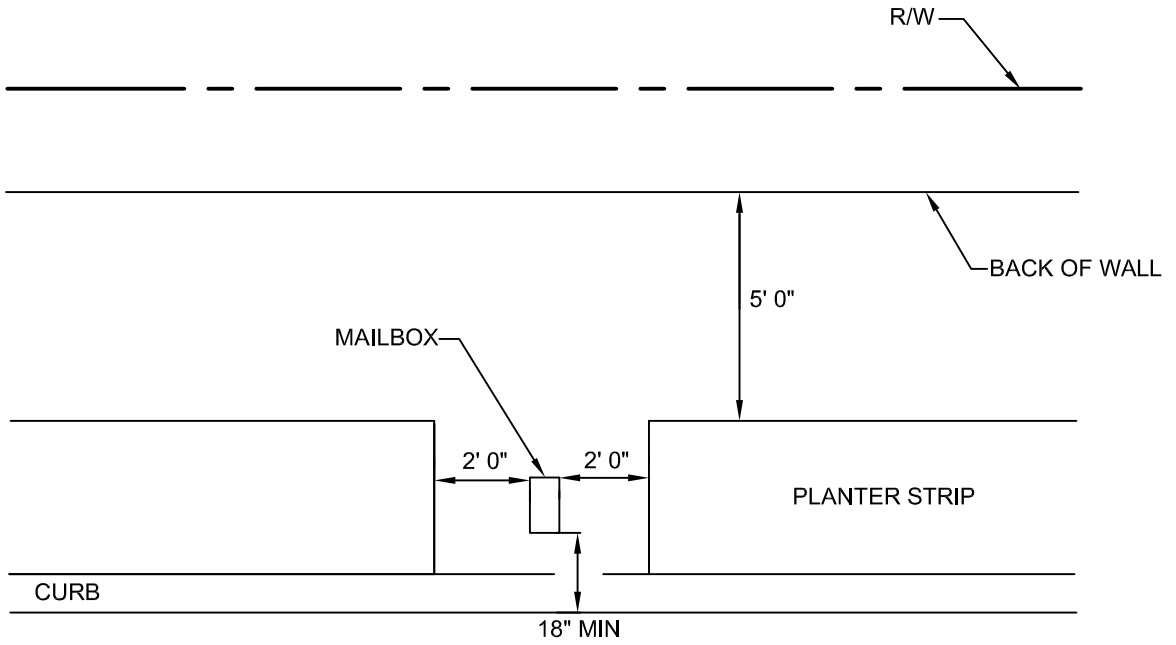 R/W
BACK OF WALL
5' 0"
MAILBOX
2' 0"
2' 0"
PLANTER STRIP
CURB
18" MIN